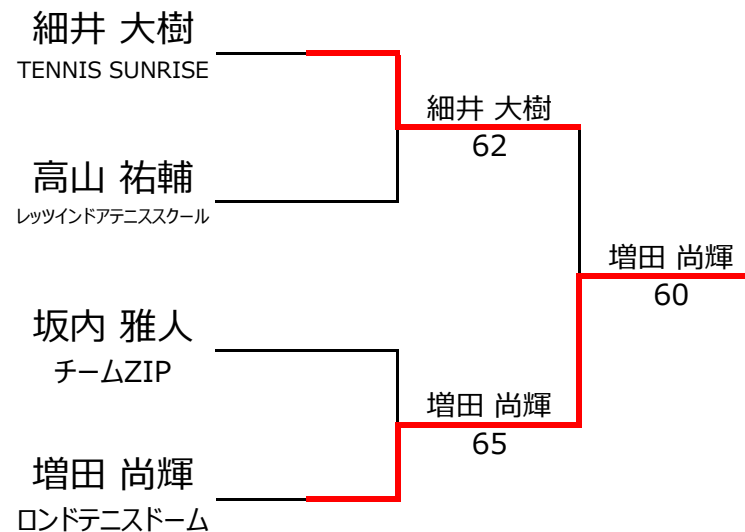 細井 大樹
TENNIS SUNRISE
細井 大樹
62
高山 祐輔
レッツインドアテニススクール
増田 尚輝
60
坂内 雅人
チームZIP
増田 尚輝
65
増田 尚輝
ロンドテニスドーム